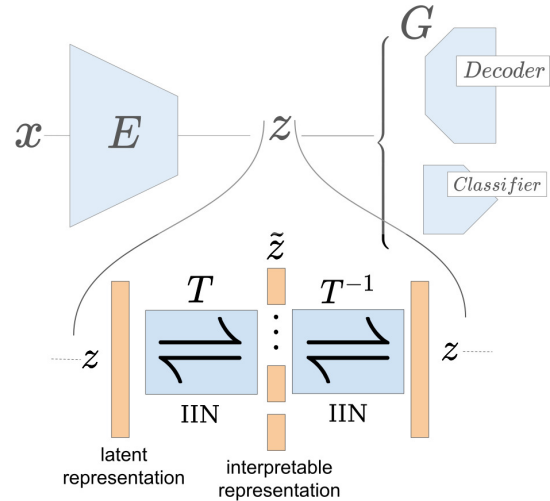 G
Decoder
x
E
z
Classifier
z̃
T
T⁻¹
z
z
IIN
IIN
latent
representation
interpretable
representation